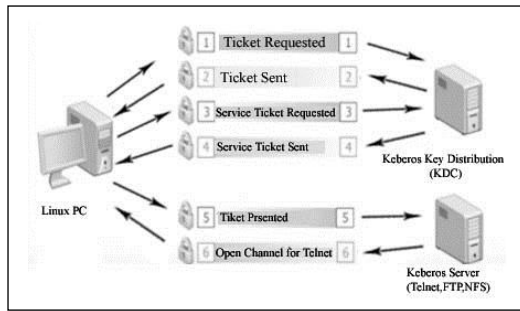 1 Ticket Requested 1
2 Ticket Sent 2
3 Service Ticket Requested 3
4 Service Ticket Sent 4
Keberos Key Distribution
(KDC)
Linux PC
5 Tiket Prsented 5
6 Open Channel for Telnet 6
Keberos Server
(Telnet,FTP,NFS)